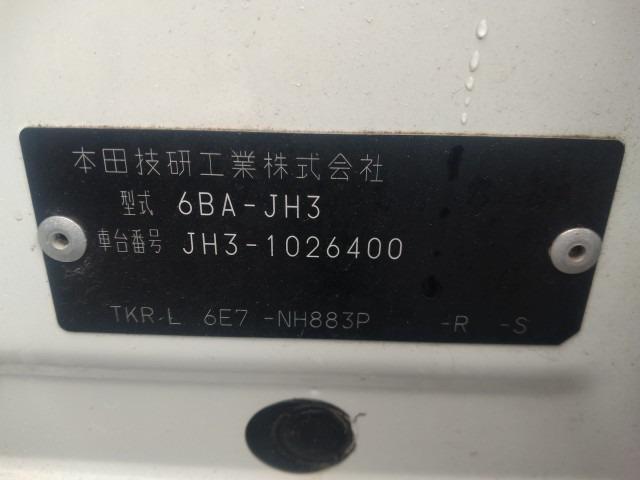 本田技研工業株式会社
型式 6BA-JH3
車台番号 JH3-1026400
TKR-L 6E7 -NH883P -R -S